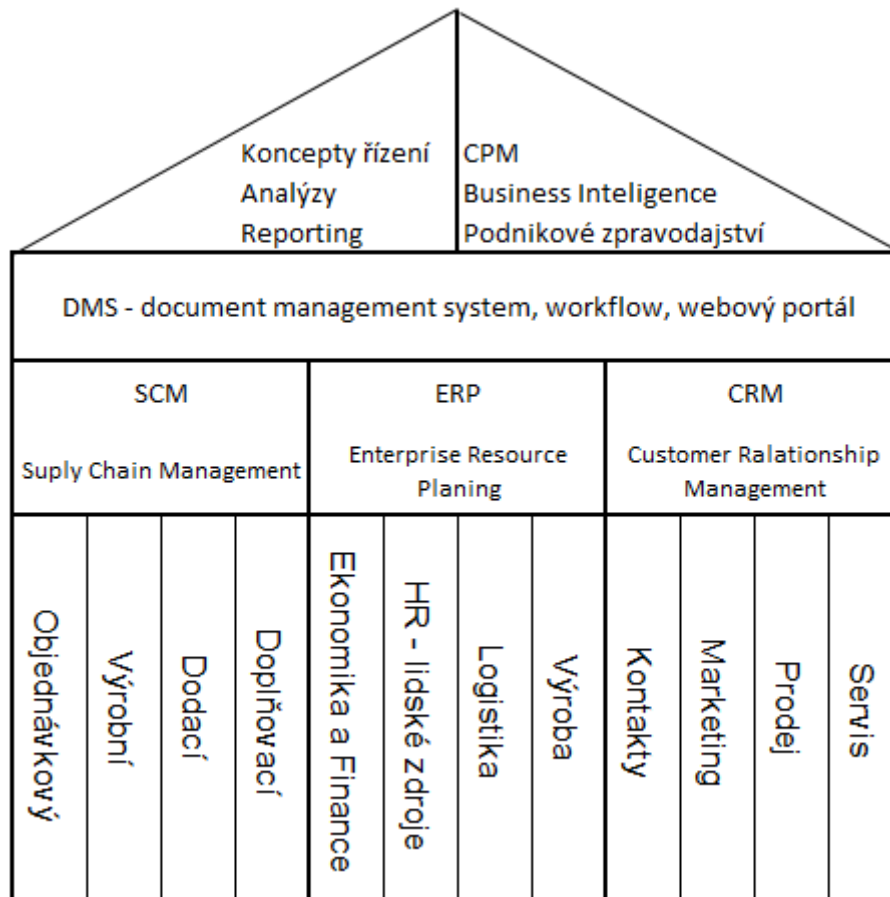 Koncepty řízení
Analýzy
Reporting
CPM
Business Inteligence
Podnikové zpravodajství
DMS - document management system, workflow, webový portál
SCM
Suply Chain Management
ERP
Enterprise Resource
Planing
CRM
Customer Ralationship
Management
Objednávkový
Výrobní
Dodací
Doplňovací
Ekonomika a Finance
HR - lidské zdroje
Logistika
Výroba
Kontakty
Marketing
Prodej
Servis